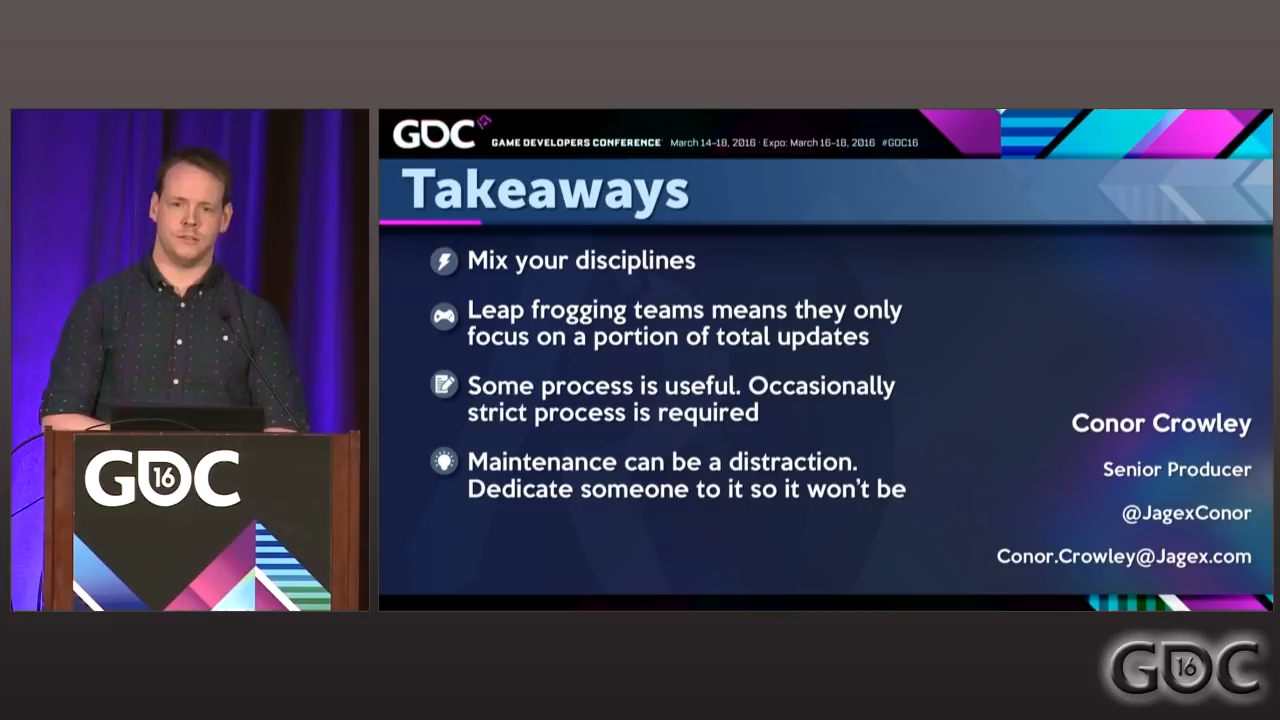 GDC
GAME DEVELOPERS CONFERENCE March 14-18, 2016 · Expo: March 16-18, 2016 #GDC16
Takeaways
Mix your disciplines
Leap frogging teams means they only
focus on a portion of total updates
Some process is useful. Occasionally
strict process is required
Maintenance can be a distraction.
Dedicate someone to it so it won't be
Conor Crowley
Senior Producer
@JagexConor
Conor.Crowley@Jagex.com
GDC 16
GDC 16